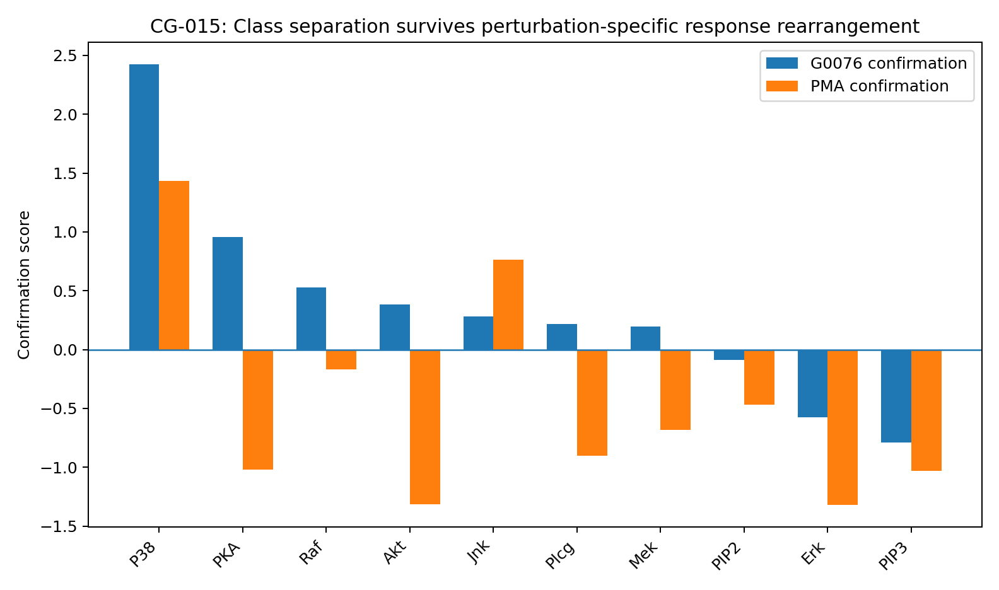 CG-015: Class separation survives perturbation-specific response rearrangement
G0076 confirmation
PMA confirmation
Confirmation score
2.5
2.0
1.5
1.0
0.5
0.0
−0.5
−1.0
−1.5
P38
PKA
Raf
Akt
Jnk
Plcg
Mek
PIP2
Erk
PIP3